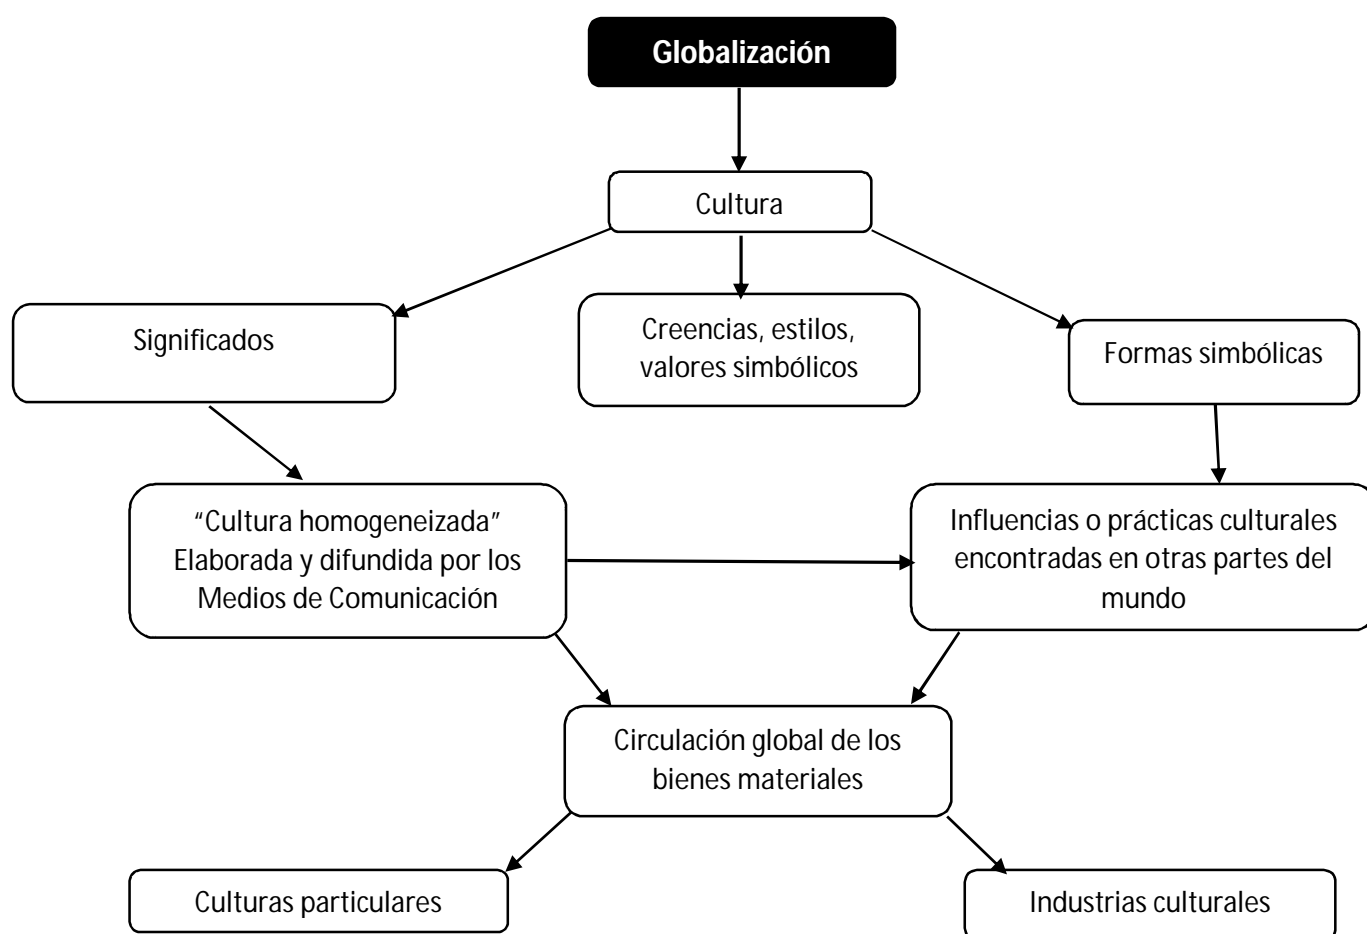 Globalización
Cultura
Significados
Creencias, estilos,
valores simbólicos
Formas simbólicas
“Cultura homogeneizada”
Elaborada y difundida por los
Medios de Comunicación
Influencias o prácticas culturales
encontradas en otras partes del
mundo
Circulación global de los
bienes materiales
Culturas particulares
Industrias culturales